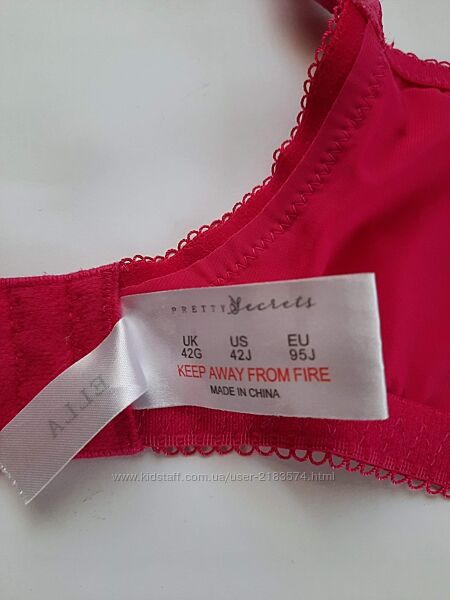 PRETTY Secrets
UK US EU
42G 42J 95J
KEEP AWAY FROM FIRE
MADE IN CHINA
ELLA
www.kidstaff.com.ua/user-2183574.html